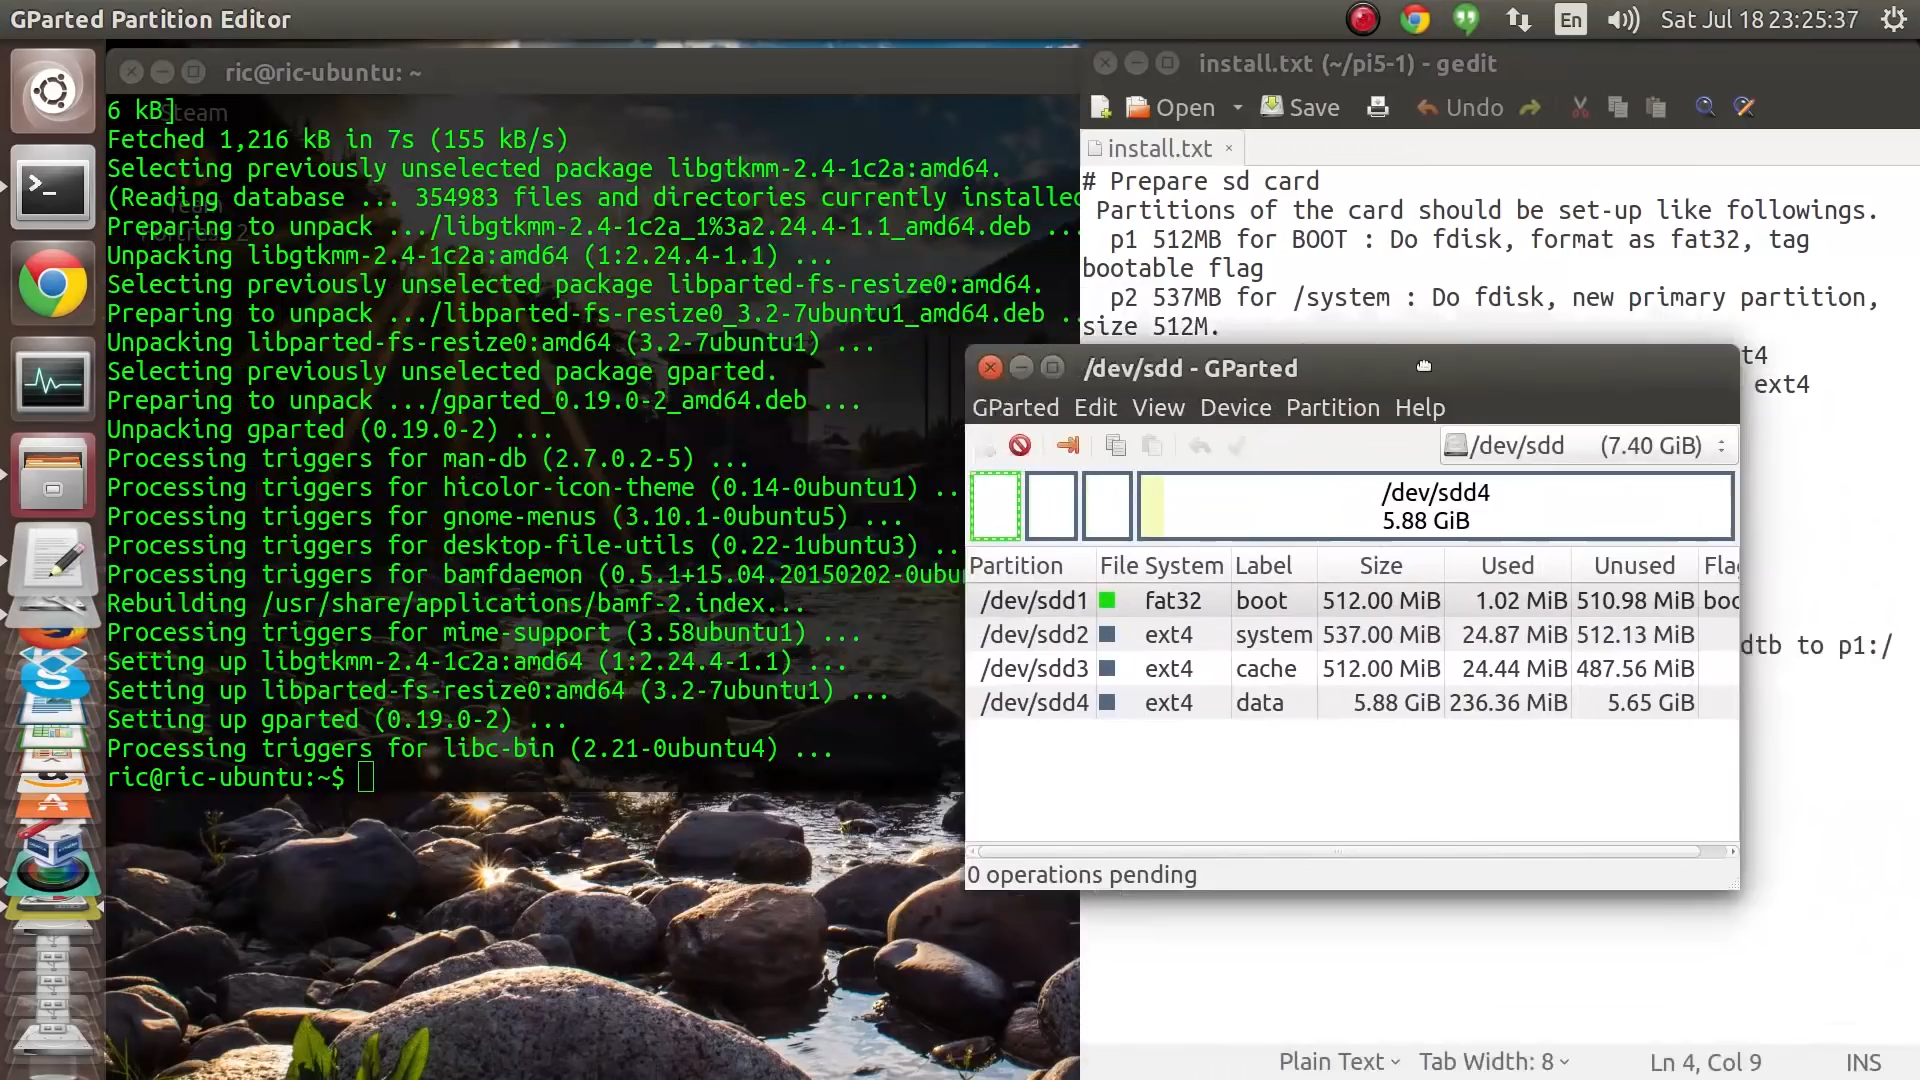 GParted Partition Editor
En
Sat Jul 18 23:25:37
ric@ric-ubuntu: ~
6 kB]
Steam
Fetched 1,216 kB in 7s (155 kB/s)
Selecting previously unselected package libgtkmm-2.4-1c2a:amd64.
(Reading database ... 354983 files and directories currently installed
Preparing to unpack .../libgtkmm-2.4-1c2a_1%3a2.24.4-1.1_amd64.deb ...
Unpacking libgtkmm-2.4-1c2a:amd64 (1:2.24.4-1.1) ...
Selecting previously unselected package libparted-fs-resize0:amd64.
Preparing to unpack .../libparted-fs-resize0_3.2-7ubuntu1_amd64.deb ..
Unpacking libparted-fs-resize0:amd64 (3.2-7ubuntu1) ...
Selecting previously unselected package gparted.
Preparing to unpack .../gparted_0.19.0-2_amd64.deb ...
Unpacking gparted (0.19.0-2) ...
Processing triggers for man-db (2.7.0.2-5) ...
Processing triggers for hicolor-icon-theme (0.14-0ubuntu1) ..
Processing triggers for gnome-menus (3.10.1-0ubuntu5) ...
Processing triggers for desktop-file-utils (0.22-1ubuntu3) ..
Processing triggers for bamfdaemon (0.5.1+15.04.20150202-0ubun
Rebuilding /usr/share/applications/bamf-2.index...
Processing triggers for mime-support (3.58ubuntu1) ...
Setting up libgtkmm-2.4-1c2a:amd64 (1:2.24.4-1.1) ...
Setting up libparted-fs-resize0:amd64 (3.2-7ubuntu1) ...
Setting up gparted (0.19.0-2) ...
Processing triggers for libc-bin (2.21-0ubuntu4) ...
ric@ric-ubuntu:~$
install.txt (~/pi5-1) - gedit
Open Save Undo
install.txt ×
# Prepare sd card
Partitions of the card should be set-up like followings.
p1 512MB for BOOT : Do fdisk, format as fat32, tag
bootable flag
p2 537MB for /system : Do fdisk, new primary partition,
size 512M.
t4
ext4
dtb to p1:/
/dev/sdd - GParted
GParted Edit View Device Partition Help
/dev/sdd (7.40 GiB)
/dev/sdd4
5.88 GiB
Partition File System Label Size Used Unused Flag
/dev/sdd1 fat32 boot 512.00 MiB 1.02 MiB 510.98 MiB boo
/dev/sdd2 ext4 system 537.00 MiB 24.87 MiB 512.13 MiB
/dev/sdd3 ext4 cache 512.00 MiB 24.44 MiB 487.56 MiB
/dev/sdd4 ext4 data 5.88 GiB 236.36 MiB 5.65 GiB
0 operations pending
Plain Text Tab Width: 8 Ln 4, Col 9 INS